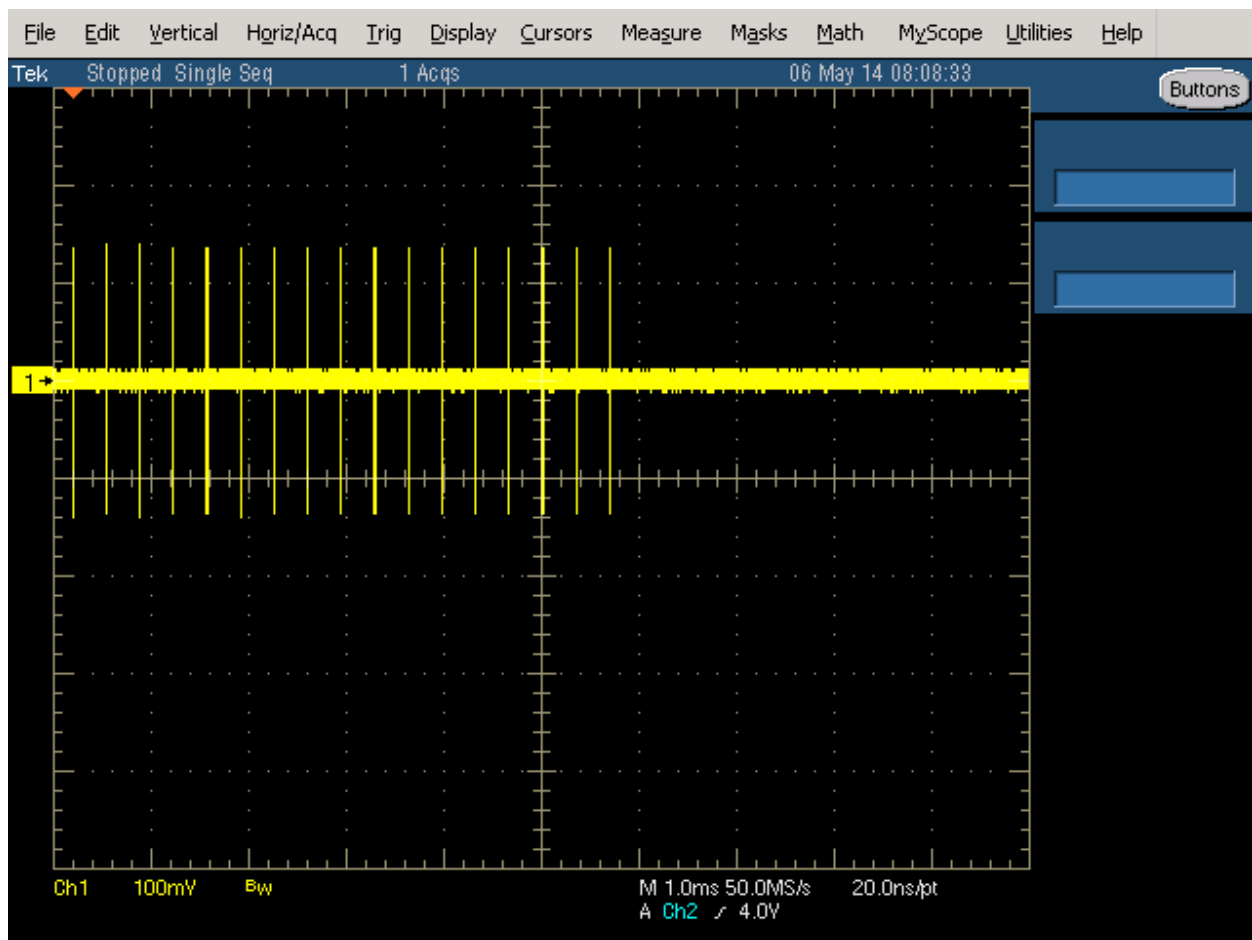 File Edit Vertical Horiz/Acq Trig Display Cursors Measure Masks Math MyScope Utilities Help
Tek Stopped Single Seq 1 Acqs 06 May 14 08:08:33 Buttons
1
Ch1 100mV BW M 1.0ms 50.0MS/s 20.0ns/pt
A Ch2 4.0V